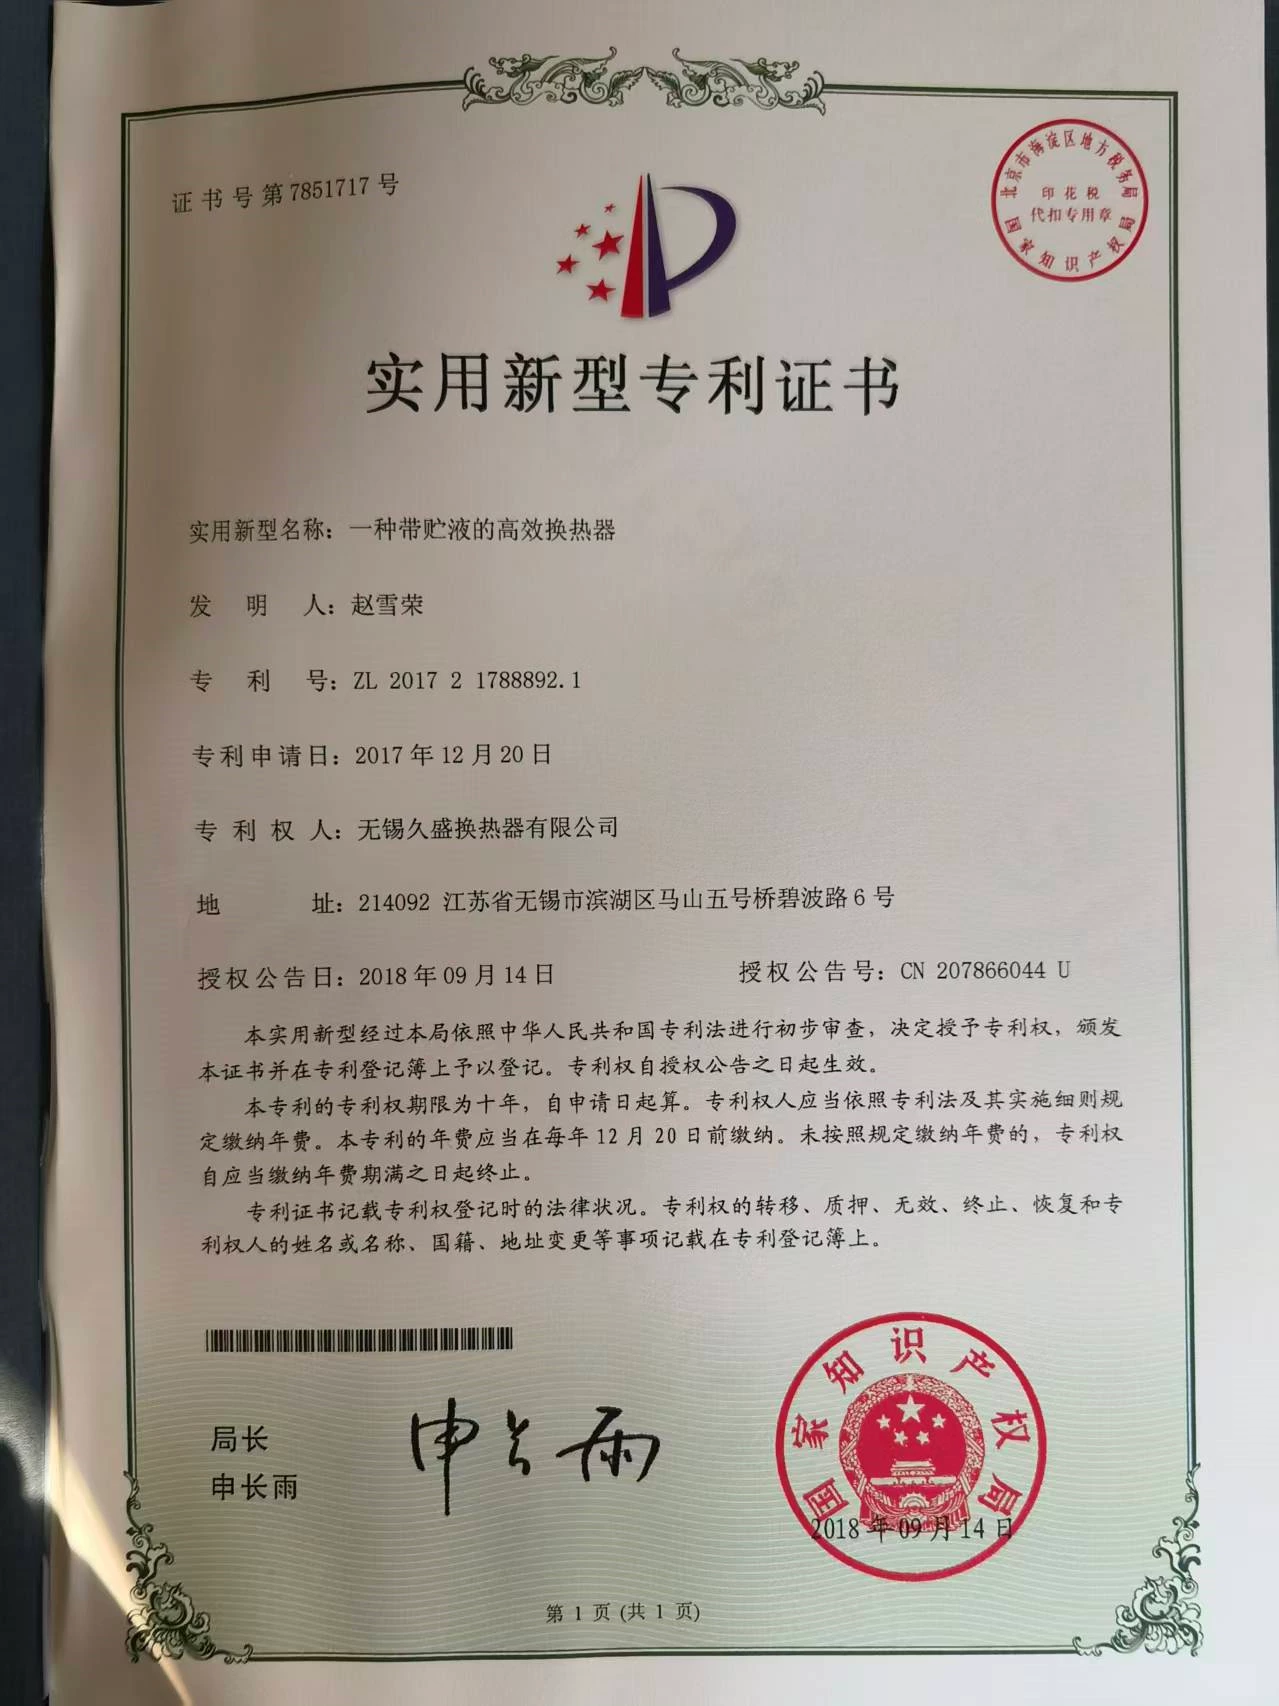 证书号第7851717号
北京市海淀区地方税务局
印花税
代扣专用章
国家知识产权局
实用新型专利证书
实用新型名称：一种带贮液的高效换热器
发明人：赵雪荣
专利号：ZL 2017 2 1788892.1
专利申请日：2017年12月20日
专利权人：无锡久盛换热器有限公司
地址：214092 江苏省无锡市滨湖区马山五号桥碧波路6号
授权公告日：2018年09月14日 授权公告号：CN 207866044 U
本实用新型经过本局依照中华人民共和国专利法进行初步审查，决定授予专利权，颁发
本证书并在专利登记簿上予以登记。专利权自授权公告之日起生效。
本专利的专利权期限为十年，自申请日起算。专利权人应当依照专利法及其实施细则规
定缴纳年费。本专利的年费应当在每年12月20日前缴纳。未按照规定缴纳年费的，专利权
自应当缴纳年费期满之日起终止。
专利证书记载专利权登记时的法律状况。专利权的转移、质押、无效、终止、恢复和专
利权人的姓名或名称、国籍、地址变更等事项记载在专利登记簿上。
局长
申长雨
申长雨
国家知识产权局
2018年09月14日
第 1 页 (共 1 页)